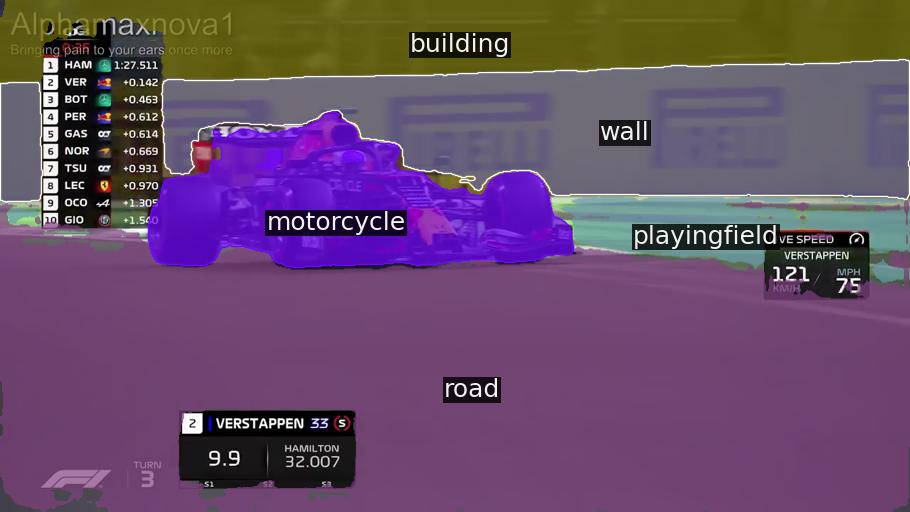 Alphamaxnova1
Bringing pain to your ears once more
0:35
1 HAM 1:27.511
2 VER +0.142
3 BOT +0.463
4 PER +0.612
5 GAS +0.614
6 NOR +0.669
7 TSU +0.931
8 LEC +0.970
9 OCO +1.305
10 GIO +1.540
building
wall
motorcycle
playingfield
VE SPEED
VERSTAPPEN
121 / 75
KM/H MPH
road
2 VERSTAPPEN 33 S
9.9 HAMILTON
32.007
S1 S2 S3
F1 TURN
3